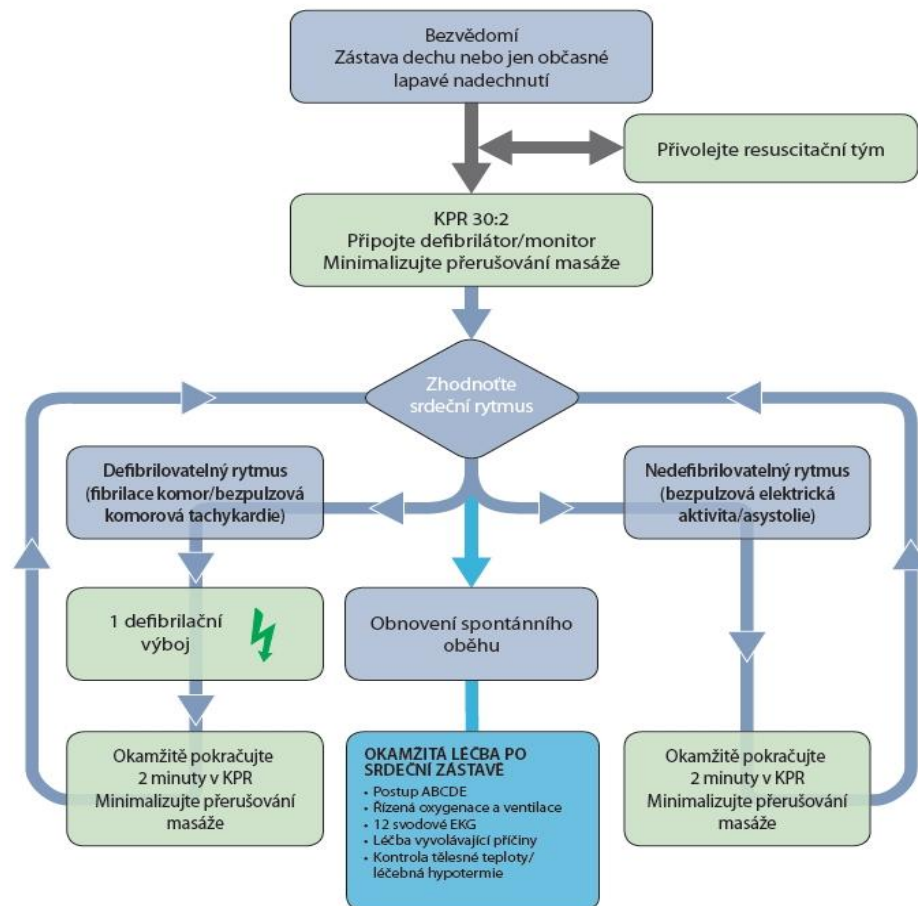 Bezvědomí
Zástava dechu nebo jen občasné
lapavé nadechnutí
Přivolejte resuscitační tým
KPR 30:2
Připojte defibrilátor/monitor
Minimalizujte přerušování masáže
Zhodnoťte
srdeční rytmus
Defibrilovatelný rytmus
(fibrilace komor/bezpulzová
komorová tachykardie)
Nedefibrilovatelný rytmus
(bezpulzová elektrická
aktivita/asystolie)
1 defibrilační
výboj
Obnovení spontánního
oběhu
Okamžitě pokračujte
2 minuty v KPR
Minimalizujte přerušování
masáže
OKAMŽITÁ LÉČBA PO
SRDEČNÍ ZÁSTAVĚ
• Postup ABCDE
• Řízená oxygenace a ventilace
• 12 svodové EKG
• Léčba vyvolávající příčiny
• Kontrola tělesné teploty/
léčebná hypotermie
Okamžitě pokračujte
2 minuty v KPR
Minimalizujte přerušování
masáže